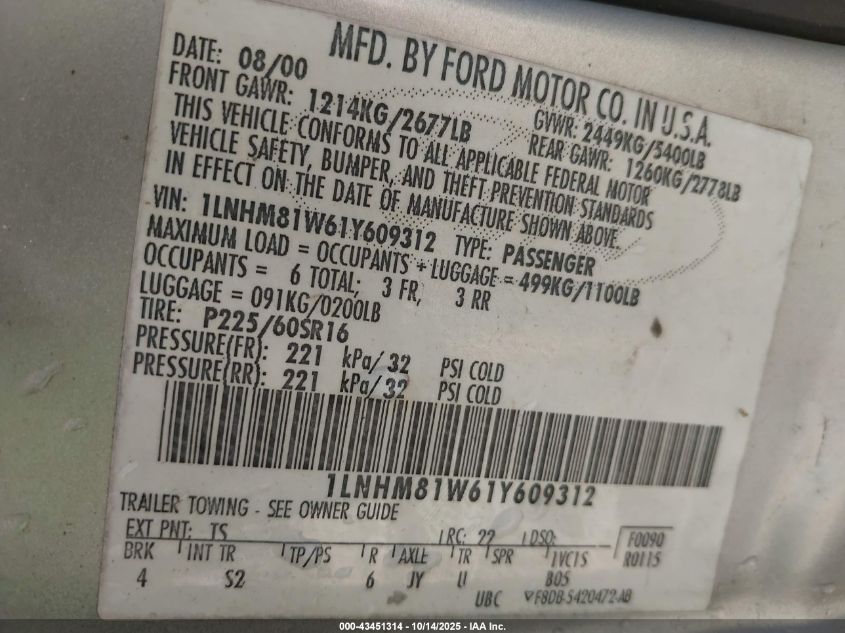 MFD. BY FORD MOTOR CO. IN U.S.A.
DATE: 08/00 GVWR: 2449KG/5400LB
FRONT GAWR: 1214KG/2677LB REAR GAWR: 1260KG/2778LB
THIS VEHICLE CONFORMS TO ALL APPLICABLE FEDERAL MOTOR
VEHICLE SAFETY, BUMPER, AND THEFT PREVENTION STANDARDS
IN EFFECT ON THE DATE OF MANUFACTURE SHOWN ABOVE.
VIN: 1LNHM81W61Y609312 TYPE: PASSENGER
MAXIMUM LOAD = OCCUPANTS + LUGGAGE = 499KG/1100LB
OCCUPANTS = 6 TOTAL; 3 FR, 3 RR
LUGGAGE = 091KG/0200LB
TIRE: P225/60SR16
PRESSURE(FR): 221 kPa/ 32 PSI COLD
PRESSURE(RR): 221 kPa/ 32 PSI COLD
1LNHM81W61Y609312
TRAILER TOWING - SEE OWNER GUIDE
EXT PNT: TS RC: 22 DSO: F0090
BRK INT TR TP/PS R AXLE TR SPR IVCIS R0115
4 S2 6 JY U B05
UBC ▼F8DB-5420472-AB
000-43451314 - 10/14/2025 - IAA Inc.